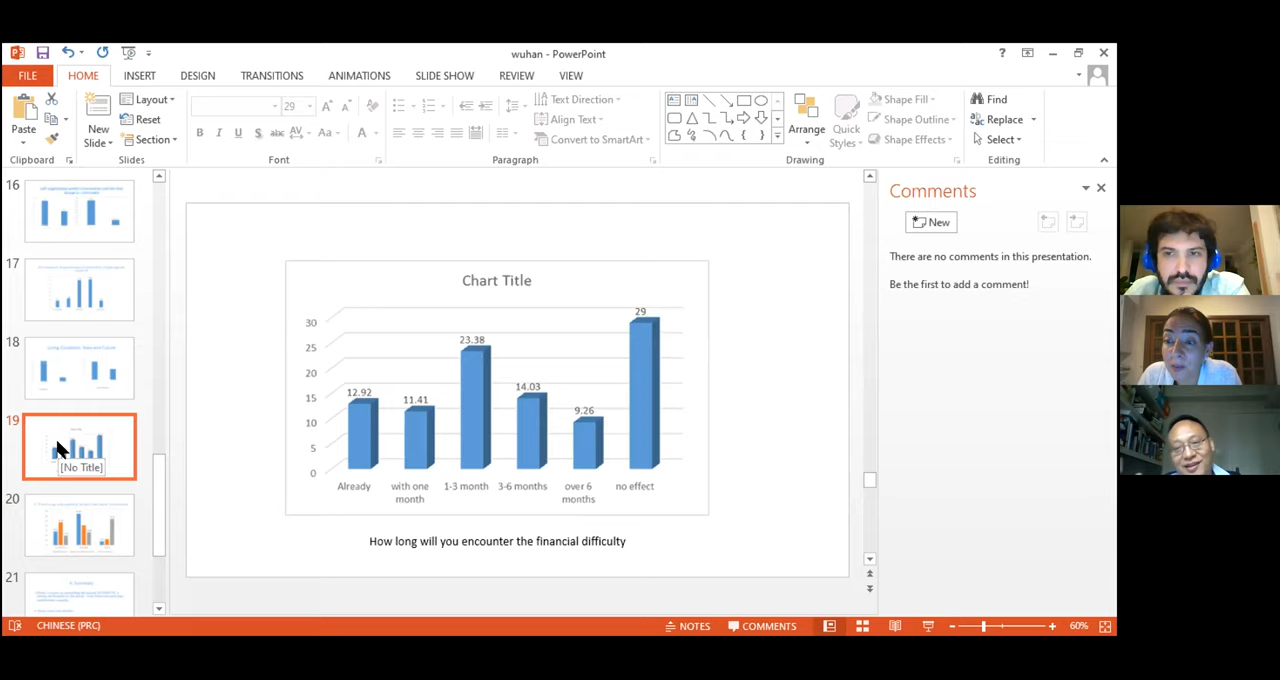 wuhan - PowerPoint
FILE HOME INSERT DESIGN TRANSITIONS ANIMATIONS SLIDE SHOW REVIEW VIEW
Paste
New
Slide
Layout
Reset
Section
29
B I U S abc AV Aa A
Text Direction
Align Text
Convert to SmartArt
Arrange
Quick
Styles
Shape Fill
Shape Outline
Shape Effects
Find
Replace
Select
Clipboard Slides Font Paragraph Drawing Editing
16
17
18
19
[No Title]
20
21
Chart Title
30
25
20
15
10
5
0
12.92
11.41
23.38
14.03
9.26
29
Already
with one
month
1-3 month
3-6 months
over 6
months
no effect
How long will you encounter the financial difficulty
Comments
New
There are no comments in this presentation.
Be the first to add a comment!
CHINESE (PRC)
NOTES COMMENTS 60%